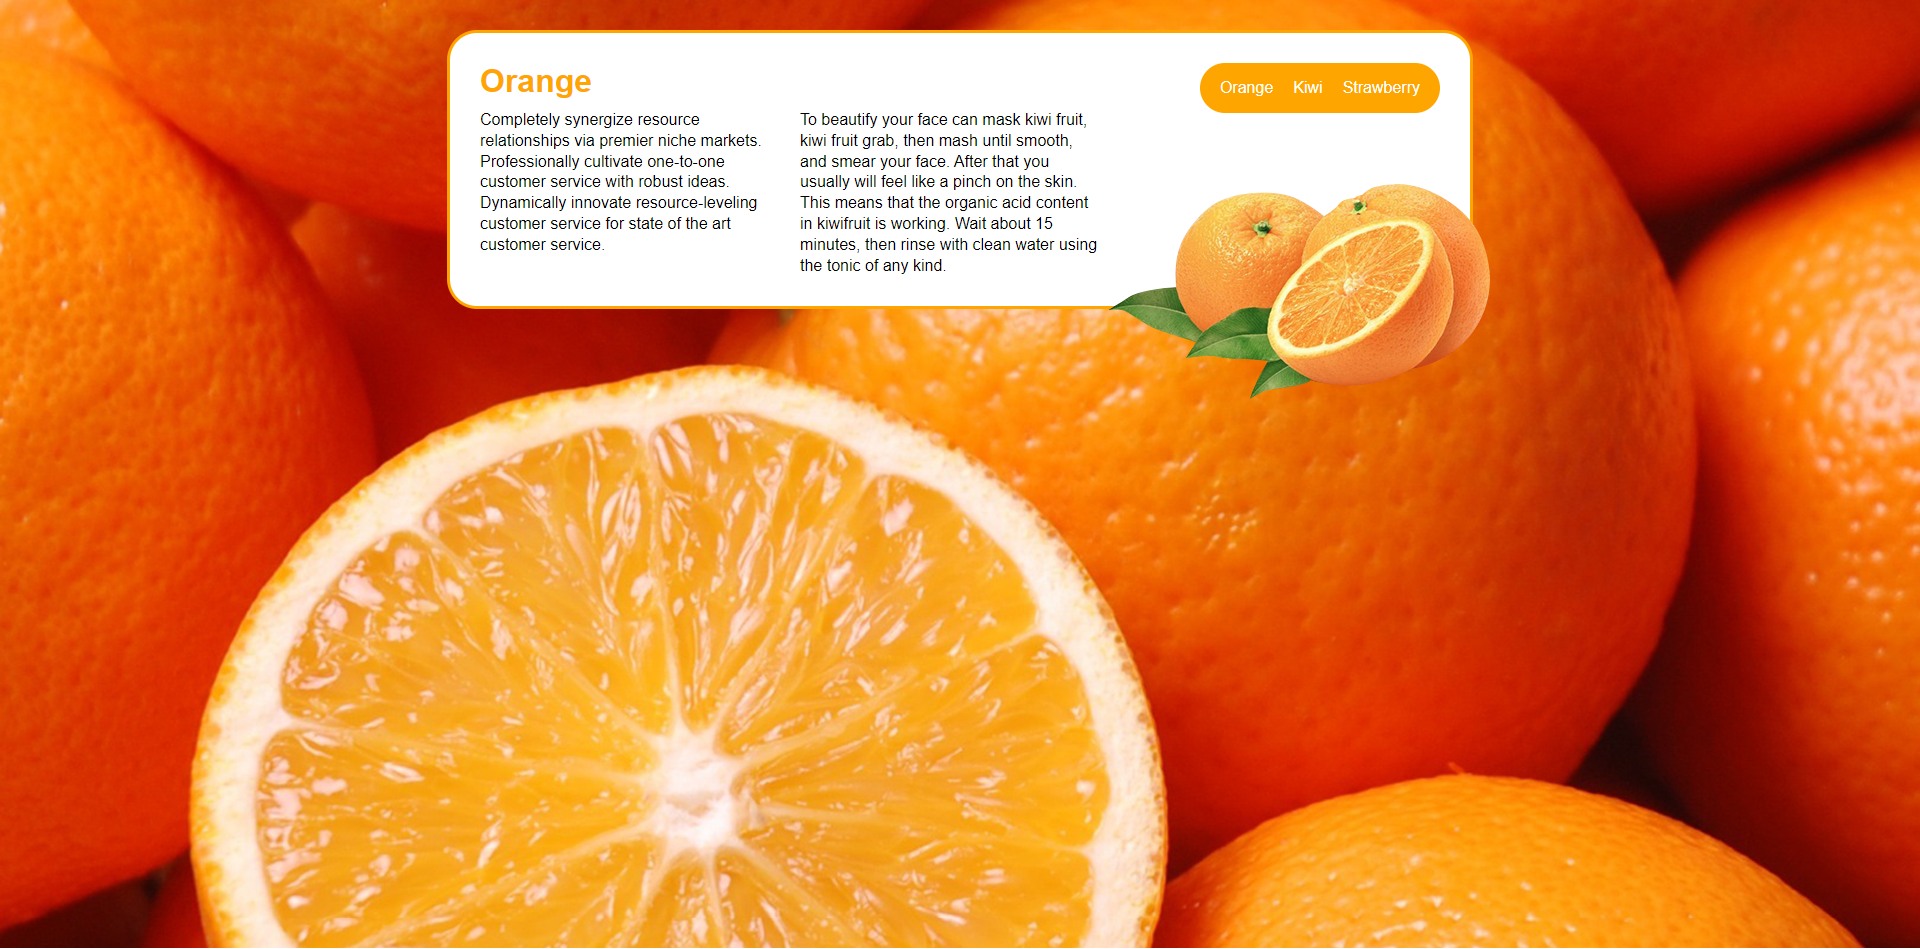 Orange
Orange Kiwi Strawberry
Completely synergize resource
relationships via premier niche markets.
Professionally cultivate one-to-one
customer service with robust ideas.
Dynamically innovate resource-leveling
customer service for state of the art
customer service.
To beautify your face can mask kiwi fruit,
kiwi fruit grab, then mash until smooth,
and smear your face. After that you
usually will feel like a pinch on the skin.
This means that the organic acid content
in kiwifruit is working. Wait about 15
minutes, then rinse with clean water using
the tonic of any kind.